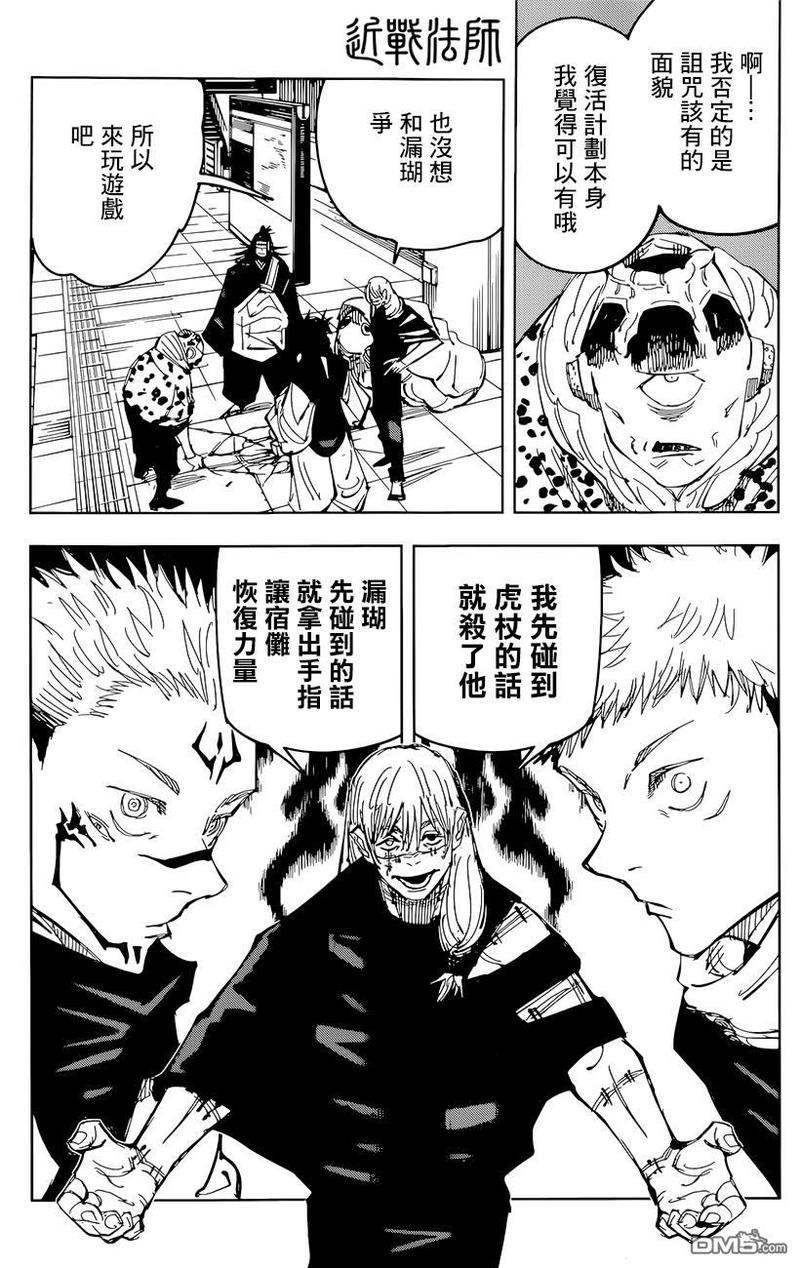 近戰法師
啊──…
我否定的是
詛咒該有的
面貌
復活計劃本身
我覺得可以有哦
也沒想
和漏瑚
爭
所以
來玩遊戲
吧
我先碰到
虎杖的話
就殺了他
漏瑚
先碰到的話
就拿出手指
讓宿儺
恢復力量
DM5.com